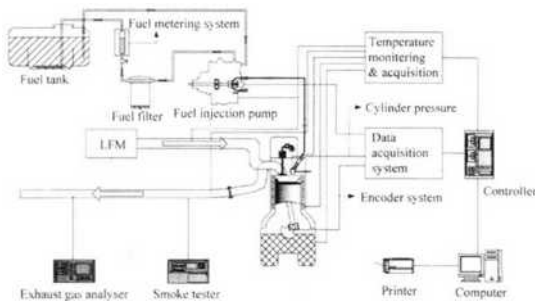 Fuel metering system
Temperature
monitering
& acquisition
Fuel tank
Fuel filter
Fuel injection pump
Cylinder pressure
LFM
Data
acquisition
system
Controller
Encoder system
Exhaust gas analyser
Smoke tester
Printer
Computer